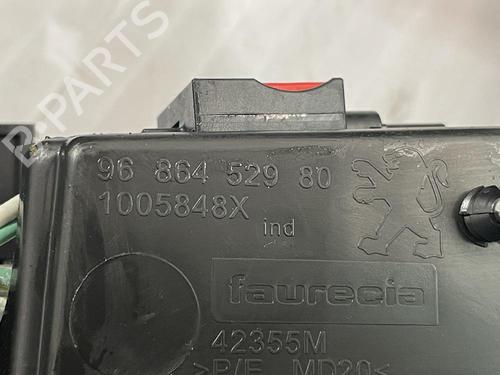 B-PARTS
96 864 529 80
1005848X
ind
faurecia
42355M
>P/E MD20<